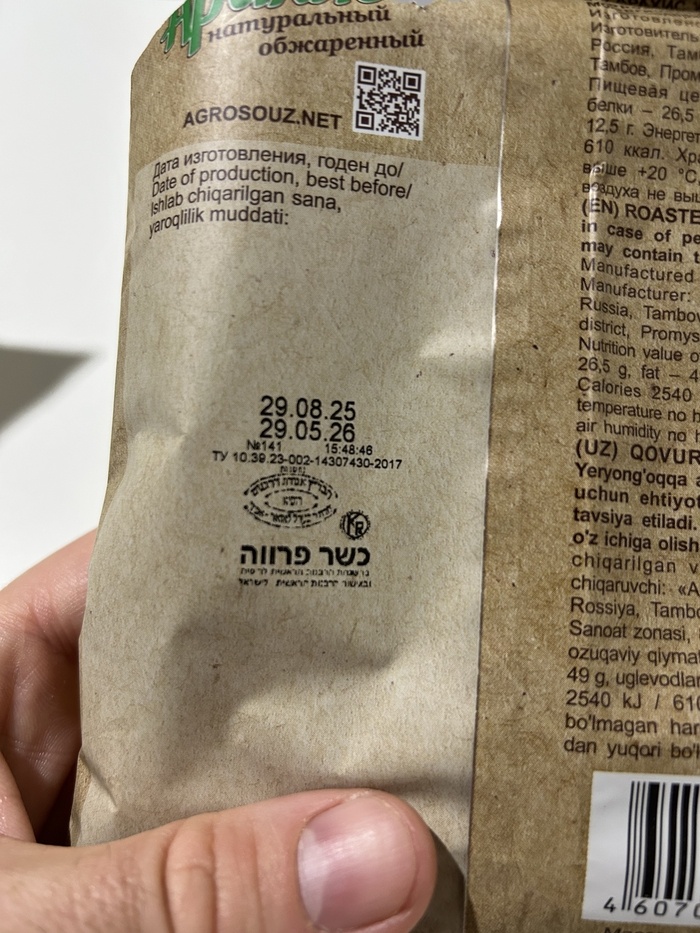 натуральный
обжаренный
AGROSOUZ.NET
Дата изготовления, годен до/
Date of production, best before/
Ishlab chiqarilgan sana,
yaroqlilik muddati:
29.08.25
29.05.26
№141 15:48:46
ТУ 10.39.23-002-14307430-2017
KR
כשר פרווה
Изготовитель
Россия, Там
Тамбов, Пром
Пищевая це
белки – 26,5
12,5 г. Энергет
610 ккал. Хра
выше +20 °C,
воздуха не выш
(EN) ROASTE
in case of pe
may contain t
Manufactured
Manufacturer:
Russia, Tambov
district, Promys
Nutrition value o
26,5 g, fat – 4
Calories 2540
temperature no h
air humidity no
(UZ) QOVUR
Yeryong'oqqa a
uchun ehtiyot
tavsiya etiladi.
o'z ichiga olish
chiqarilgan v
chiqaruvchi: «A
Rossiya, Tambo
Sanoat zonasi,
ozuqaviy qiymat
49 g, uglevodlar
2540 kJ / 610
bo'lmagan har
dan yuqori bo'l
4 6070